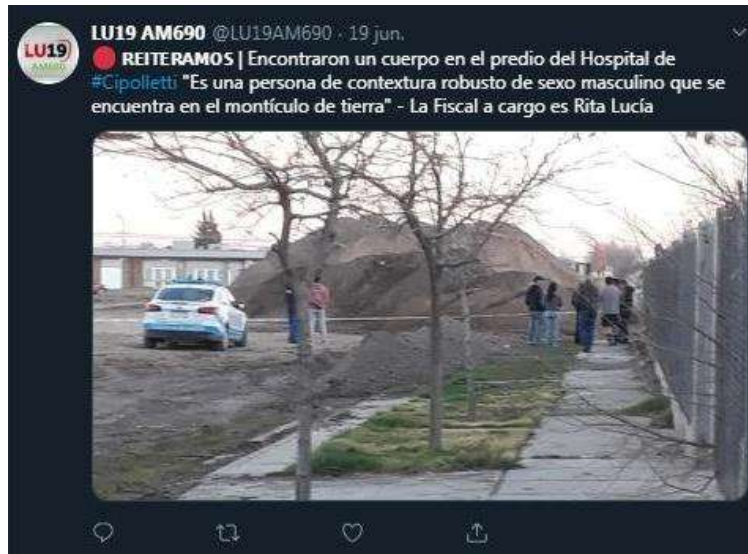 LU19
AM690
LU19 AM690 @LU19AM690 · 19 jun.
REITERAMOS | Encontraron un cuerpo en el predio del Hospital de
#Cipolletti "Es una persona de contextura robusto de sexo masculino que se
encuentra en el montículo de tierra" - La Fiscal a cargo es Rita Lucía